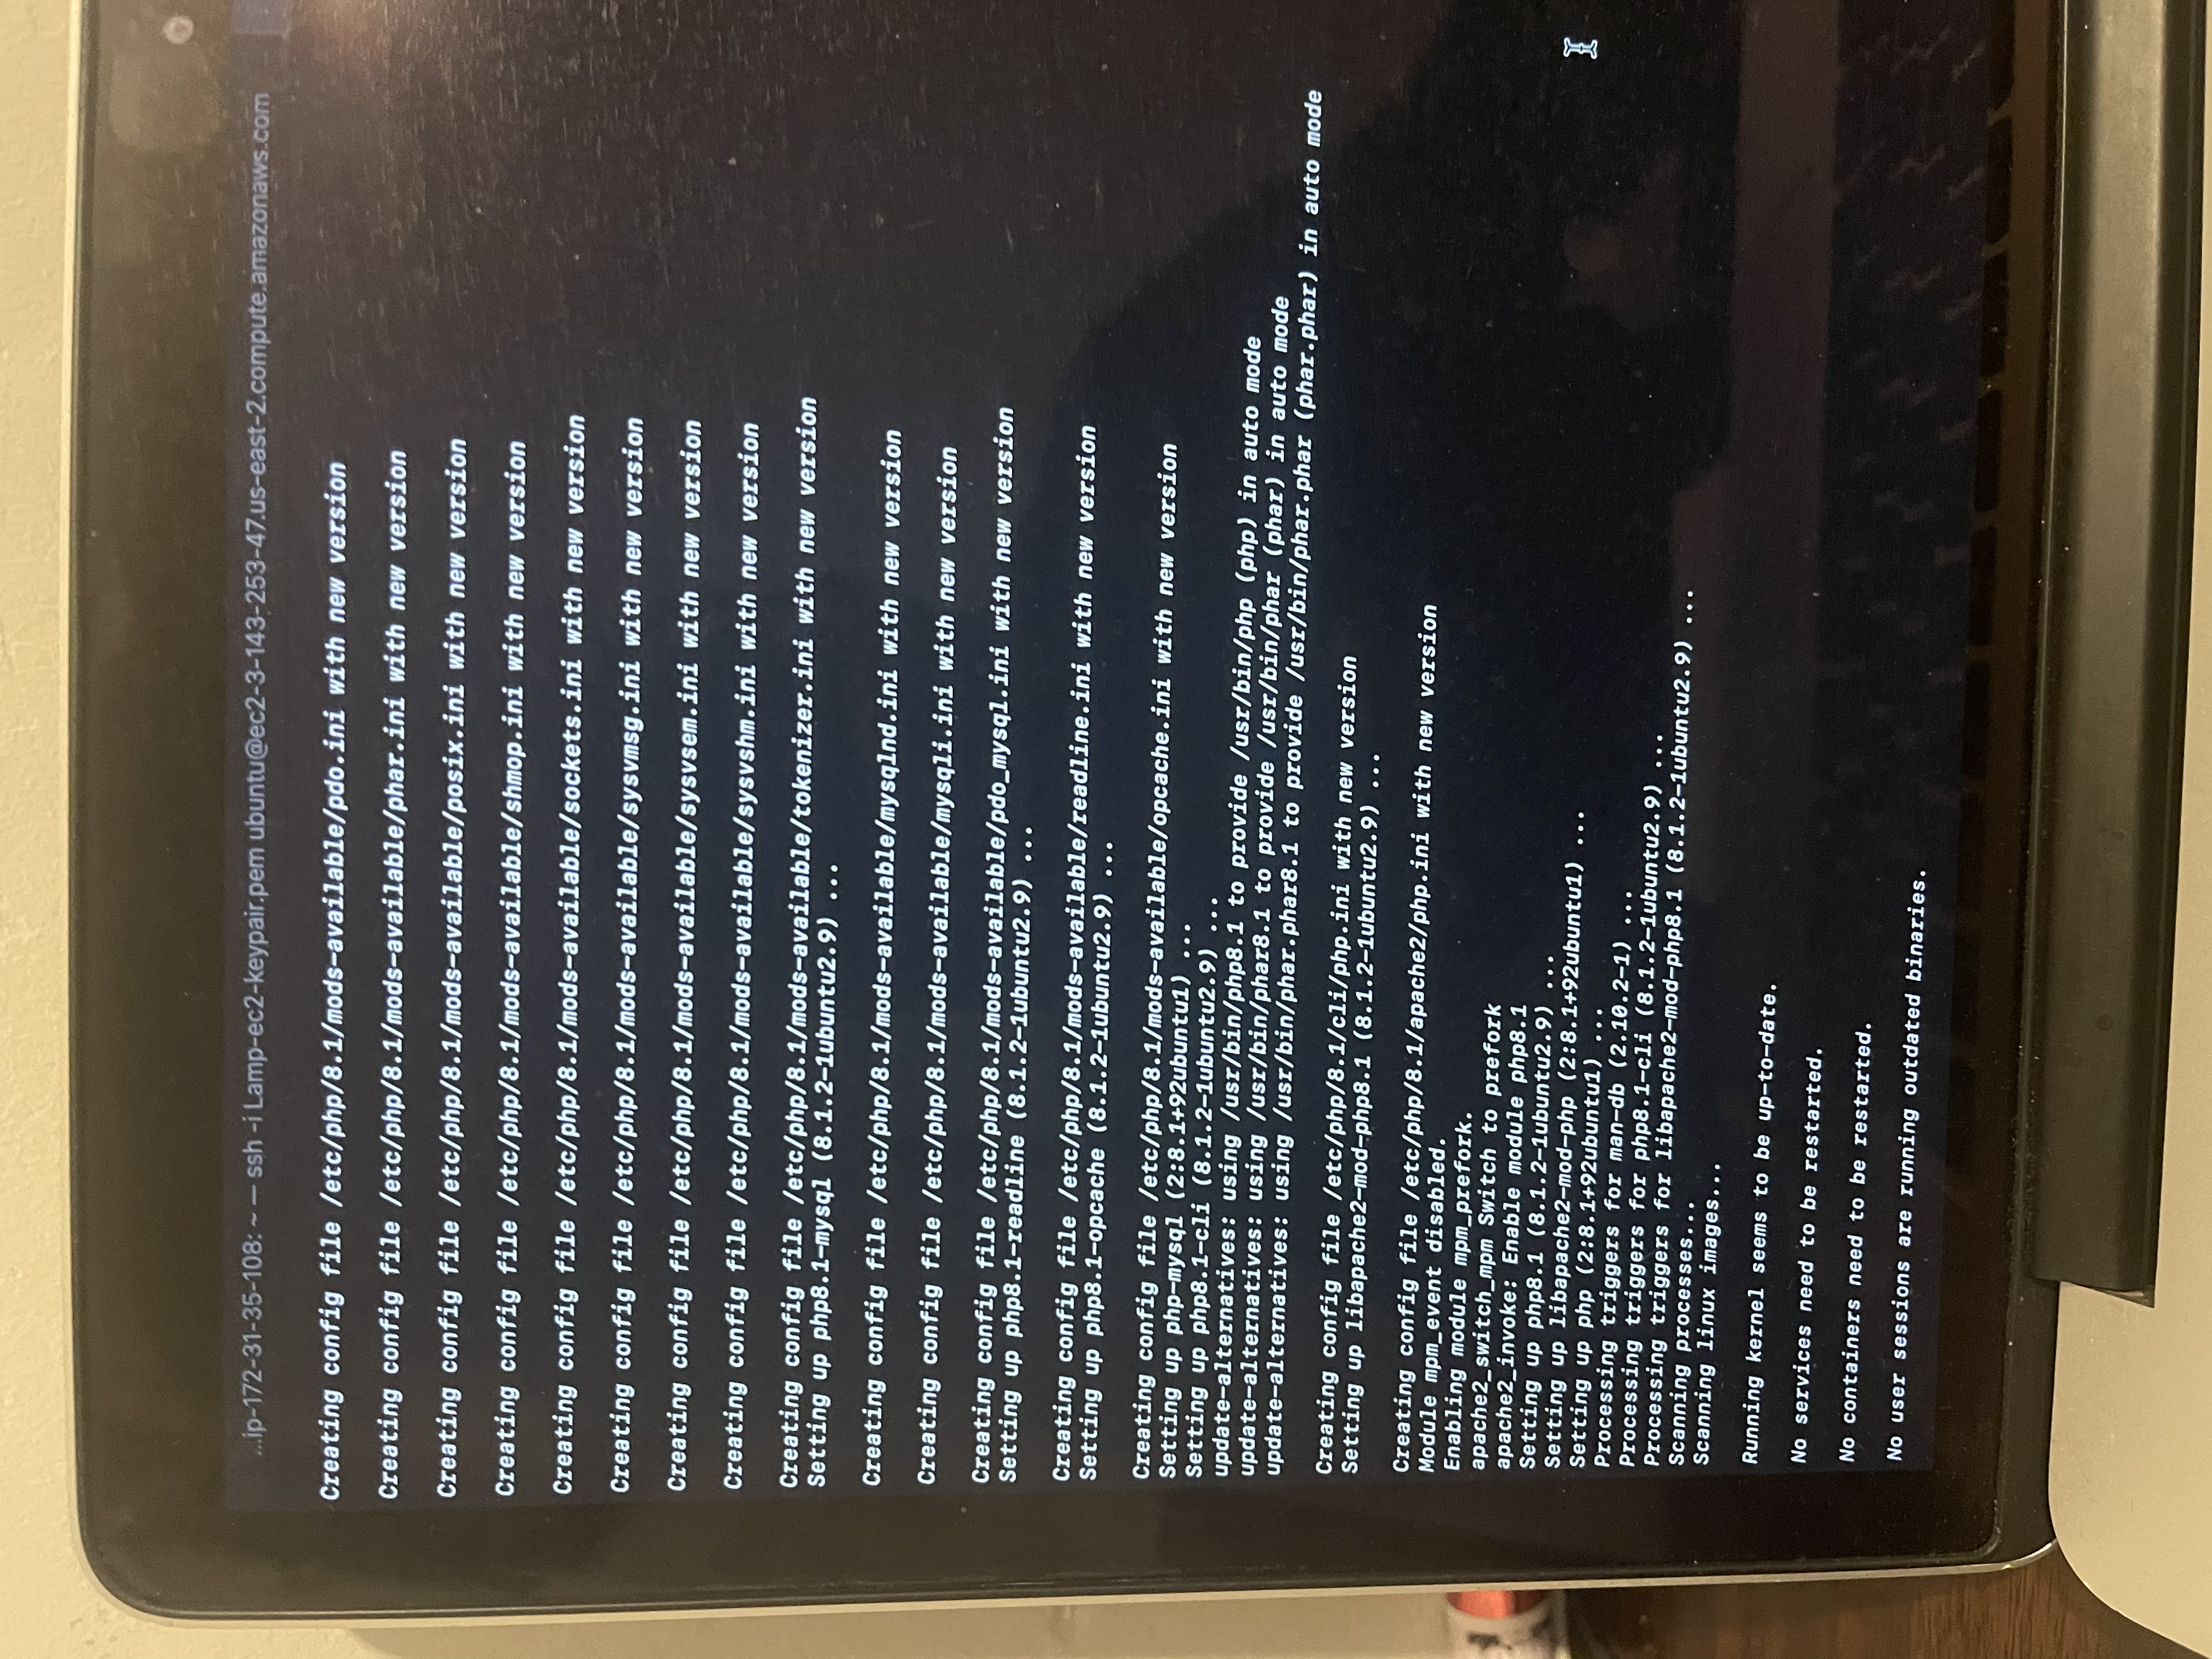 ...ip-172-31-35-108: ~ — ssh -i Lamp-ec2-keypair.pem ubuntu@ec2-3-143-253-47.us-east-2.compute.amazonaws.com
Creating config file /etc/php/8.1/mods-available/pdo.ini with new version
Creating config file /etc/php/8.1/mods-available/phar.ini with new version
Creating config file /etc/php/8.1/mods-available/posix.ini with new version
Creating config file /etc/php/8.1/mods-available/shmop.ini with new version
Creating config file /etc/php/8.1/mods-available/sockets.ini with new version
Creating config file /etc/php/8.1/mods-available/sysvmsg.ini with new version
Creating config file /etc/php/8.1/mods-available/sysvsem.ini with new version
Creating config file /etc/php/8.1/mods-available/sysvshm.ini with new version
Creating config file /etc/php/8.1/mods-available/tokenizer.ini with new version
Setting up php8.1-mysql (8.1.2-1ubuntu2.9) ...
Creating config file /etc/php/8.1/mods-available/mysqlnd.ini with new version
Creating config file /etc/php/8.1/mods-available/mysqli.ini with new version
Creating config file /etc/php/8.1/mods-available/pdo_mysql.ini with new version
Setting up php8.1-readline (8.1.2-1ubuntu2.9) ...
Creating config file /etc/php/8.1/mods-available/readline.ini with new version
Setting up php8.1-opcache (8.1.2-1ubuntu2.9) ...
Creating config file /etc/php/8.1/mods-available/opcache.ini with new version
Setting up php-mysql (2:8.1+92ubuntu1) ...
Setting up php8.1-cli (8.1.2-1ubuntu2.9) ...
update-alternatives: using /usr/bin/php8.1 to provide /usr/bin/php (php) in auto mode
update-alternatives: using /usr/bin/phar8.1 to provide /usr/bin/phar (phar) in auto mode
update-alternatives: using /usr/bin/phar.phar8.1 to provide /usr/bin/phar.phar (phar.phar) in auto mode
Creating config file /etc/php/8.1/cli/php.ini with new version
Setting up libapache2-mod-php8.1 (8.1.2-1ubuntu2.9) ...
Creating config file /etc/php/8.1/apache2/php.ini with new version
Module mpm_event disabled.
Enabling module mpm_prefork.
apache2_switch_mpm Switch to prefork
apache2_invoke: Enable module php8.1
Setting up php8.1 (8.1.2-1ubuntu2.9) ...
Setting up libapache2-mod-php (2:8.1+92ubuntu1) ...
Setting up php (2:8.1+92ubuntu1) ...
Processing triggers for man-db (2.10.2-1) ...
Processing triggers for php8.1-cli (8.1.2-1ubuntu2.9) ...
Processing triggers for libapache2-mod-php8.1 (8.1.2-1ubuntu2.9) ...
Scanning processes...
Scanning linux images...
Running kernel seems to be up-to-date.
No services need to be restarted.
No containers need to be restarted.
No user sessions are running outdated binaries.